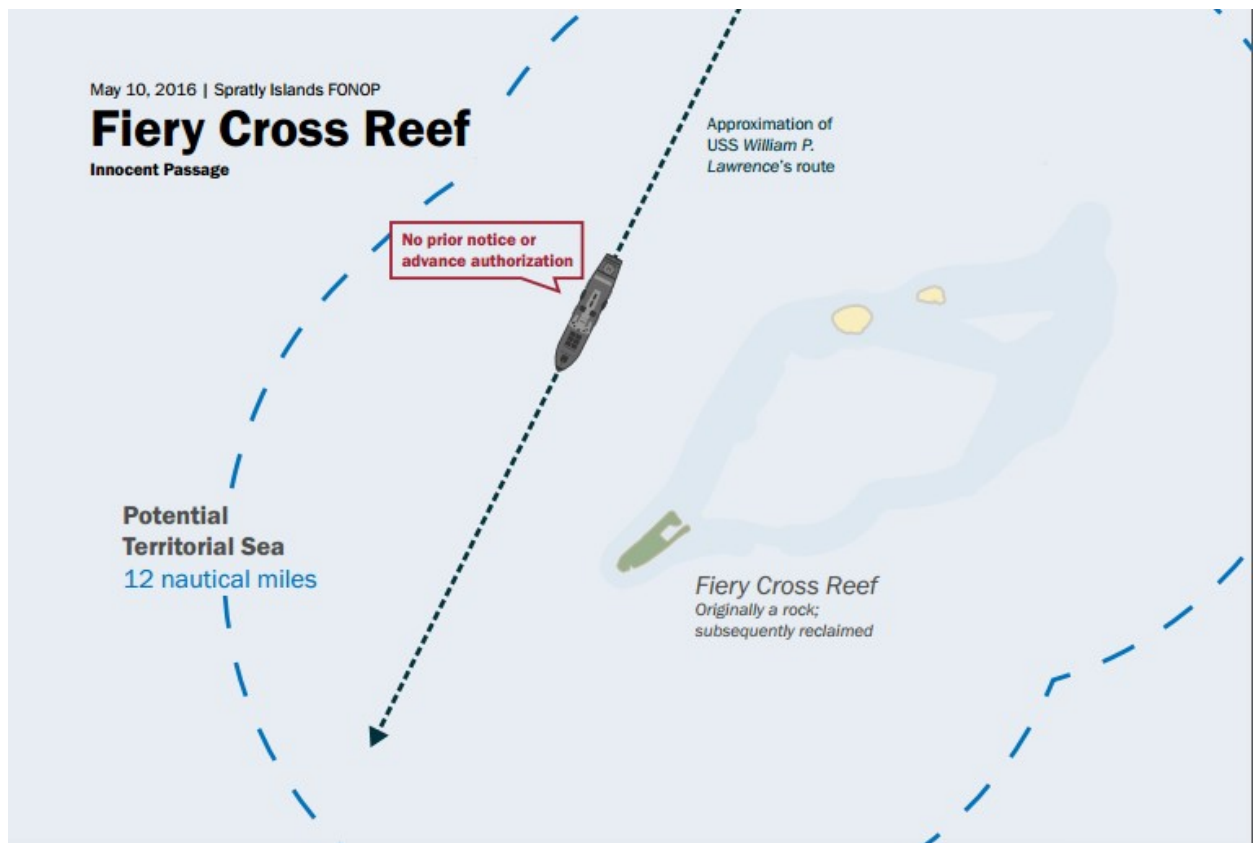 May 10, 2016 | Spratly Islands FONOP
Fiery Cross Reef
Innocent Passage
Approximation of
USS William P.
Lawrence's route
No prior notice or
advance authorization
Potential
Territorial Sea
12 nautical miles
Fiery Cross Reef
Originally a rock;
subsequently reclaimed